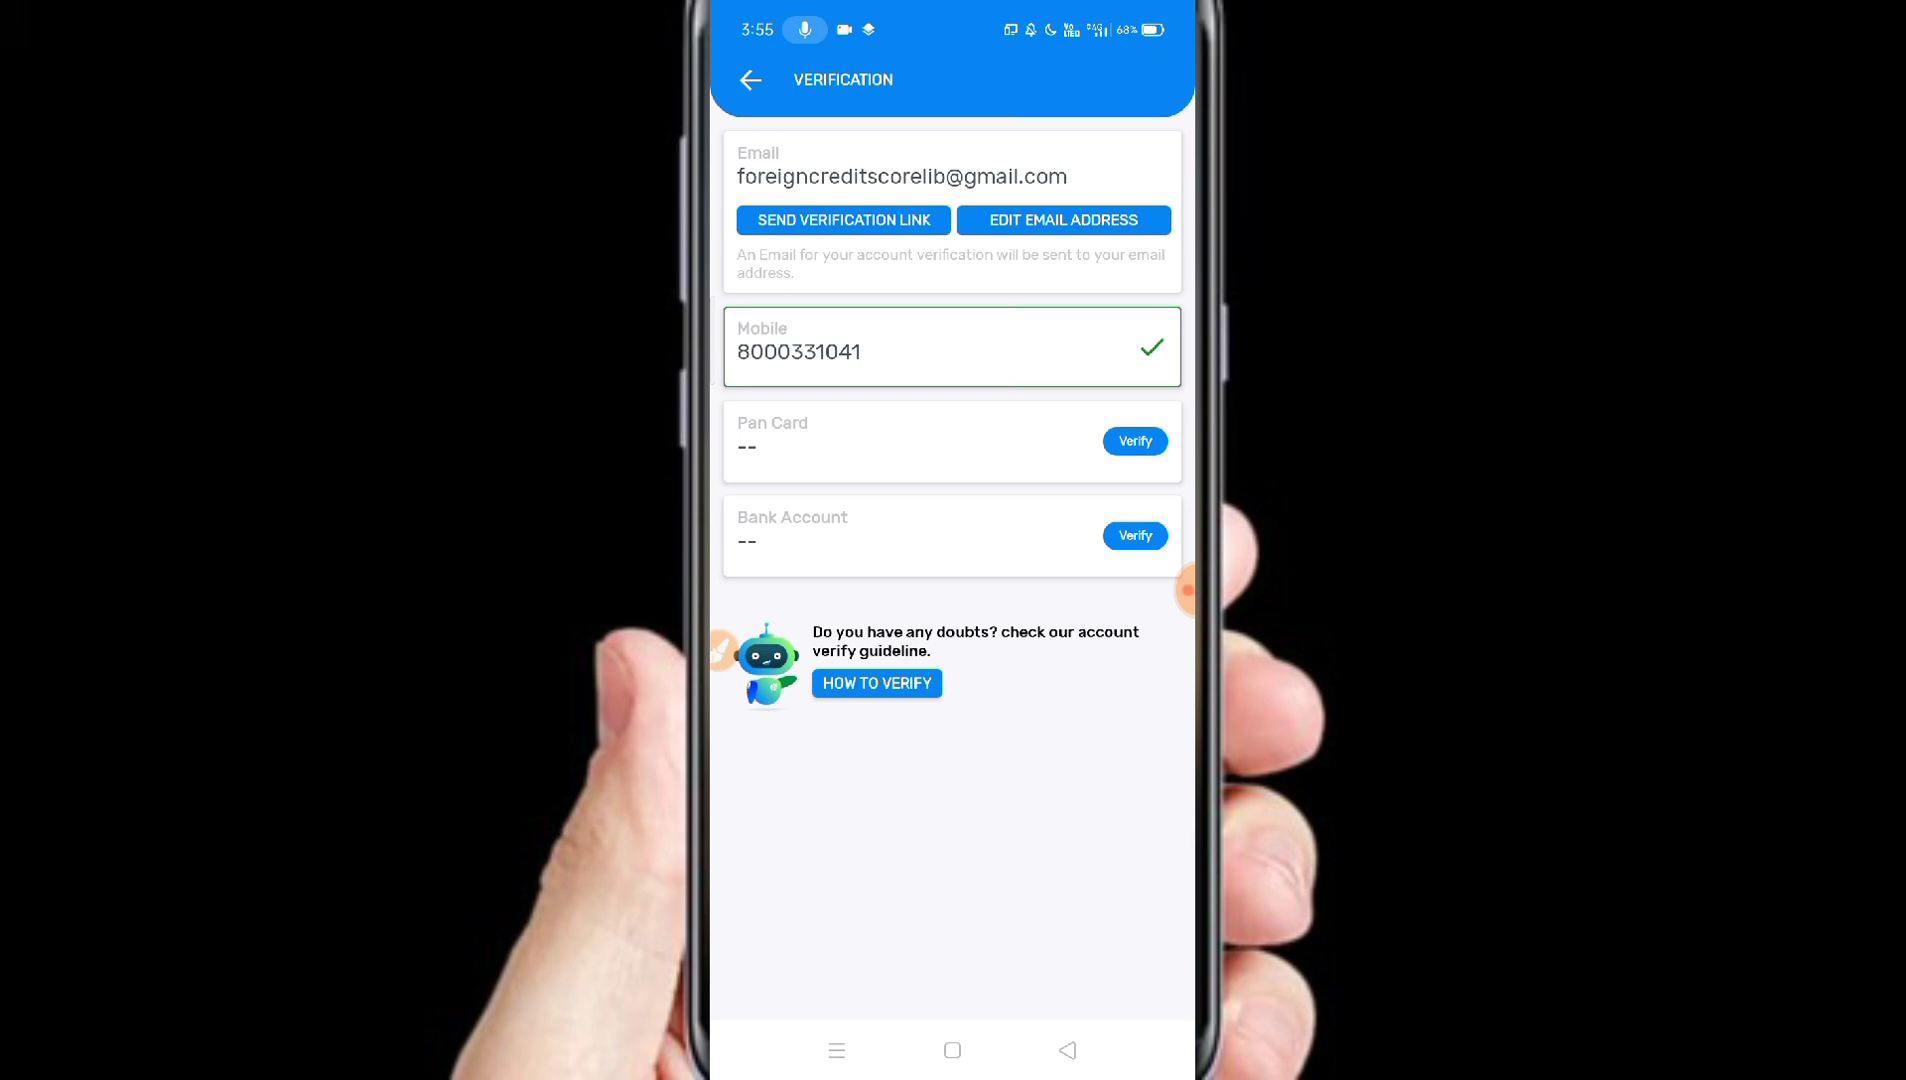 3:55 68%
VERIFICATION
Email
foreigncreditscorelib@gmail.com
SEND VERIFICATION LINK EDIT EMAIL ADDRESS
An Email for your account verification will be sent to your email
address.
Mobile
8000331041
Pan Card
--
Verify
Bank Account
--
Verify
Do you have any doubts? check our account
verify guideline.
HOW TO VERIFY